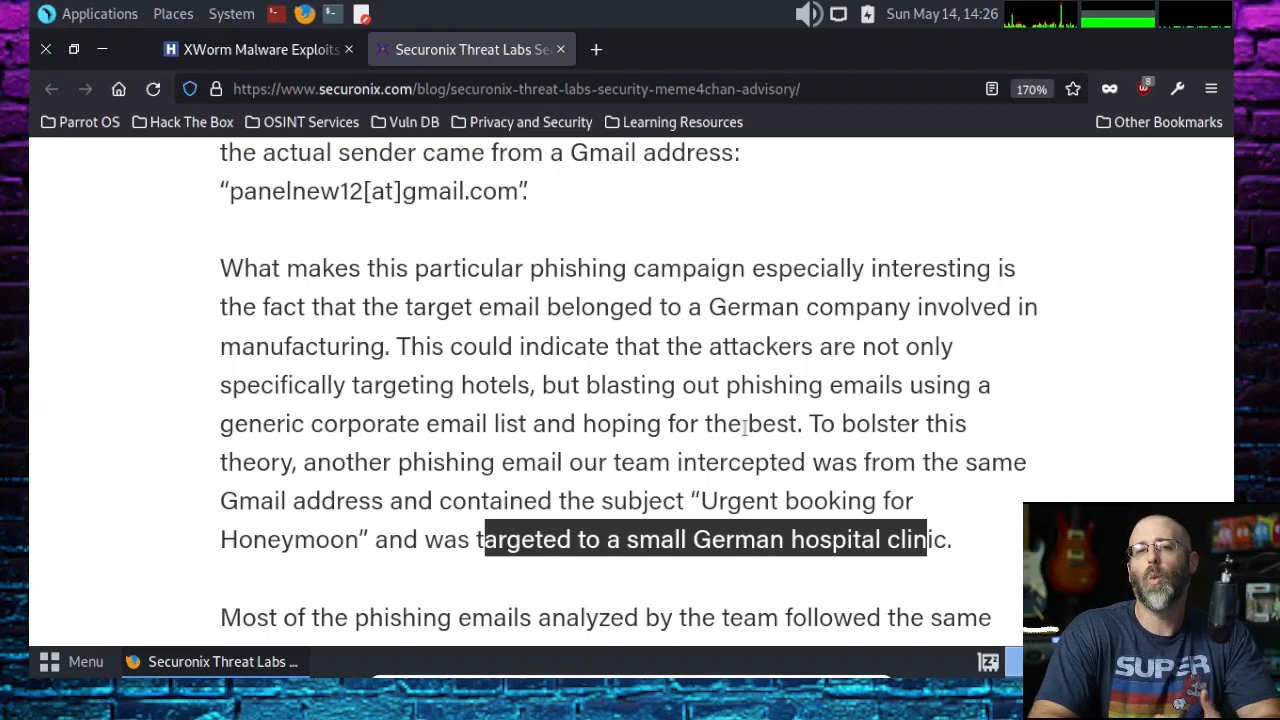 Applications Places System Sun May 14, 14:26
XWorm Malware Exploits Securonix Threat Labs Sec
https://www.securonix.com/blog/securonix-threat-labs-security-meme4chan-advisory/ 170% 8
Parrot OS Hack The Box OSINT Services Vuln DB Privacy and Security Learning Resources Other Bookmarks
the actual sender came from a Gmail address:
“panelnew12[at]gmail.com”.
What makes this particular phishing campaign especially interesting is
the fact that the target email belonged to a German company involved in
manufacturing. This could indicate that the attackers are not only
specifically targeting hotels, but blasting out phishing emails using a
generic corporate email list and hoping for the best. To bolster this
theory, another phishing email our team intercepted was from the same
Gmail address and contained the subject “Urgent booking for
Honeymoon” and was targeted to a small German hospital clinic.
Most of the phishing emails analyzed by the team followed the same
Menu Securonix Threat Labs ...
SUPER